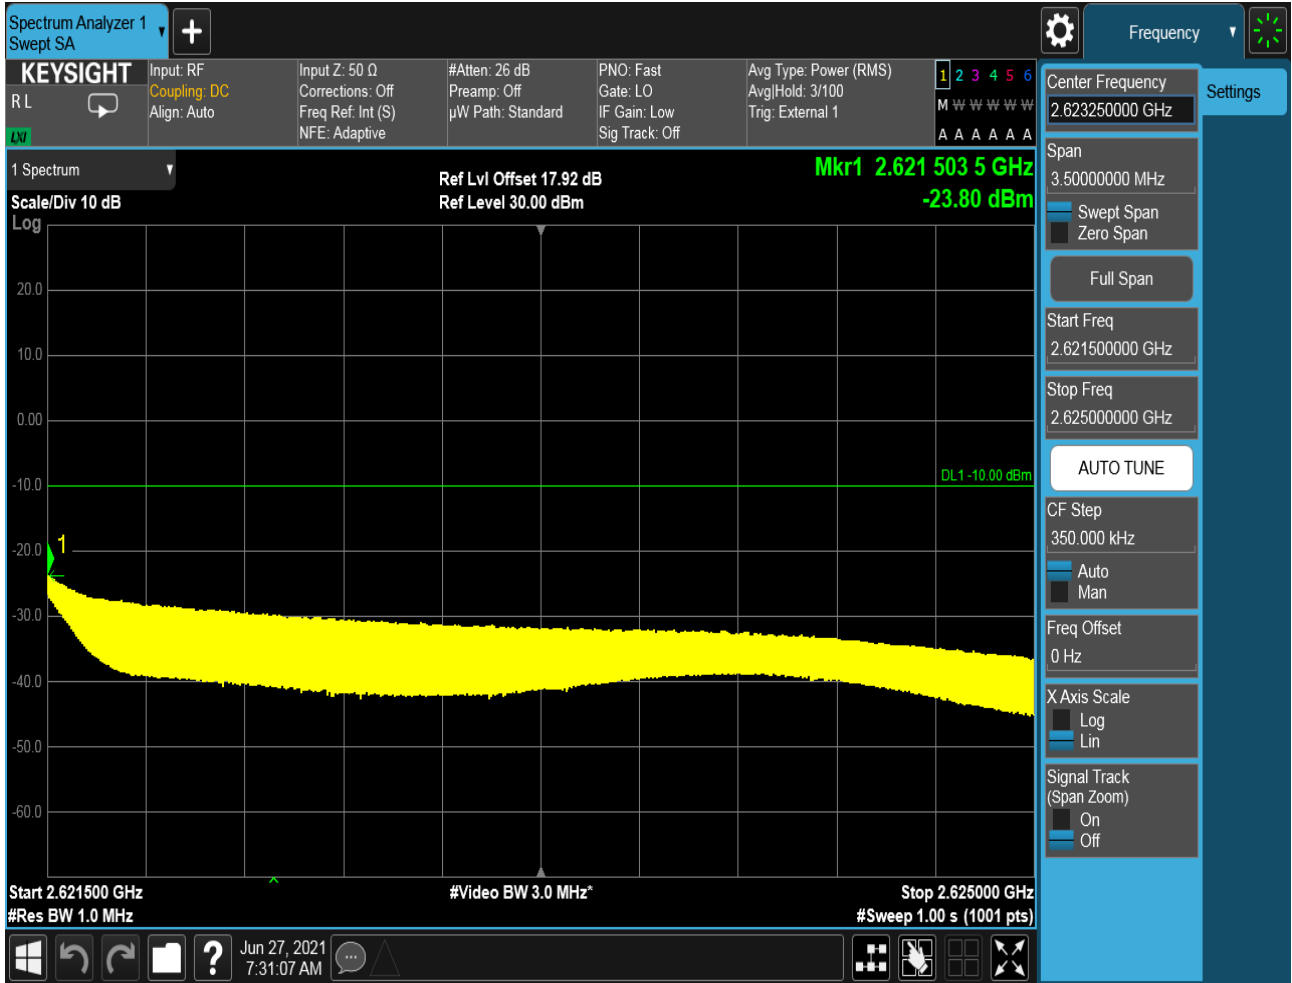 Spectrum Analyzer 1
Swept SA
Frequency
KEYSIGHT
R L
LXI
Input: RF
Coupling: DC
Align: Auto
Input Z: 50 Ω
Corrections: Off
Freq Ref: Int (S)
NFE: Adaptive
#Atten: 26 dB
Preamp: Off
µW Path: Standard
PNO: Fast
Gate: LO
IF Gain: Low
Sig Track: Off
Avg Type: Power (RMS)
Avg|Hold: 3/100
Trig: External 1
1 2 3 4 5 6
M W W W W W
A A A A A A
Center Frequency
2.623250000 GHz
Settings
Span
3.50000000 MHz
Swept Span
Zero Span
Full Span
Start Freq
2.621500000 GHz
Stop Freq
2.625000000 GHz
AUTO TUNE
CF Step
350.000 kHz
Auto
Man
Freq Offset
0 Hz
X Axis Scale
Log
Lin
Signal Track
(Span Zoom)
On
Off
1 Spectrum
Scale/Div 10 dB
Log
Ref Lvl Offset 17.92 dB
Ref Level 30.00 dBm
Mkr1 2.621 503 5 GHz
-23.80 dBm
20.0
10.0
0.00
DL1 -10.00 dBm
-10.0
1
-20.0
-30.0
-40.0
-50.0
-60.0
Start 2.621500 GHz
#Res BW 1.0 MHz
#Video BW 3.0 MHz*
Stop 2.625000 GHz
#Sweep 1.00 s (1001 pts)
?
Jun 27, 2021
7:31:07 AM